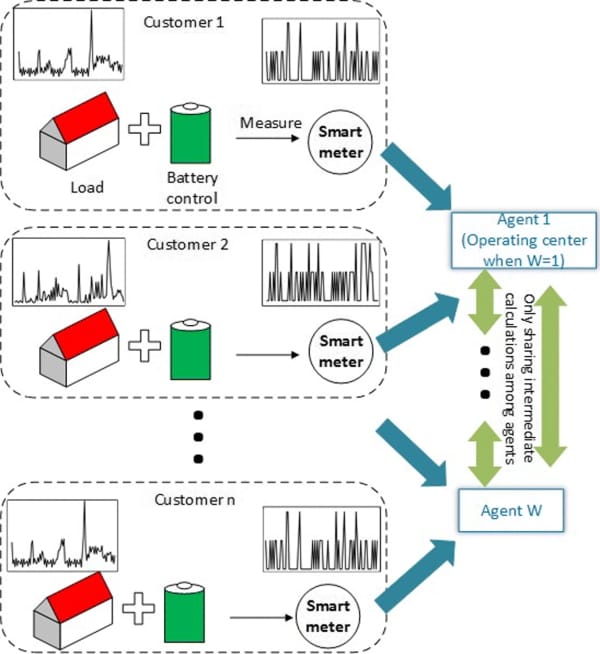 Customer 1
Measure
Smart
meter
Load
Battery
control
Agent 1
(Operating center
when W=1)
Customer 2
Smart
meter
Only sharing intermediate
calculations among agents
Customer n
Agent W
Smart
meter